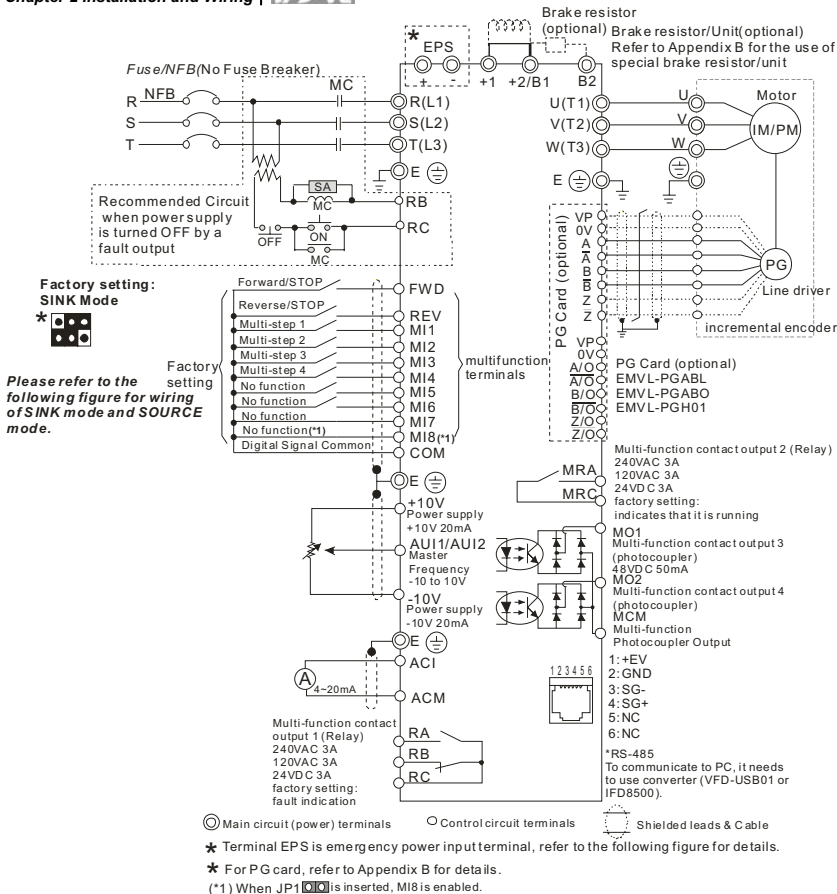 Chapter 2 Installation and Wiring |
Brake resistor
(optional)
Brake resistor/Unit(optional)
Refer to Appendix B for the use of
special brake resistor/unit
*
EPS
+ -
+1
+2/B1
B2
Fuse/NFB(No Fuse Breaker)
MC
R
NFB
S
T
R(L1)
S(L2)
T(L3)
E
SA
MC
RB
RC
Recommended Circuit
when power supply
is turned OFF by a
fault output
OFF
ON
MC
U(T1)
V(T2)
W(T3)
E
U
V
W
Motor
IM/PM
PG Card (optional)
VP
0V
A
A
B
B
Z
Z
PG
Line driver
incremental encoder
VP
0V
A/O
A/O
B/O
B/O
Z/O
Z/O
PG Card (optional)
EMVL-PGABL
EMVL-PGABO
EMVL-PGH01
Factory setting:
SINK Mode
*
Please refer to the
following figure for wiring
of SINK mode and SOURCE
mode.
Factory
setting
Forward/STOP
Reverse/STOP
Multi-step 1
Multi-step 2
Multi-step 3
Multi-step 4
No function
No function
No function
No function(*1)
Digital Signal Common
FWD
REV
MI1
MI2
MI3
MI4
MI5
MI6
MI7
MI8(*1)
COM
multifunction
terminals
E
+10V
Power supply
+10V 20mA
AUI1/AUI2
Master
Frequency
-10 to 10V
-10V
Power supply
-10V 20mA
E
ACI
A
4~20mA
ACM
Multi-function contact
output 1 (Relay)
240VAC 3A
120VAC 3A
24VDC 3A
factory setting:
fault indication
RA
RB
RC
MRA
MRC
Multi-function contact output 2 (Relay)
240VAC 3A
120VAC 3A
24VDC 3A
factory setting:
indicates that it is running
MO1
Multi-function contact output 3
(photocoupler)
48VDC 50mA
MO2
Multi-function contact output 4
(photocoupler)
MCM
Multi-function
Photocoupler Output
1 2 3 4 5 6
1:+EV
2:GND
3:SG-
4:SG+
5:NC
6:NC
*RS-485
To communicate to PC, it needs
to use converter (VFD-USB01 or
IFD8500).
Main circuit (power) terminals
Control circuit terminals
Shielded leads & Cable
* Terminal EPS is emergency power input terminal, refer to the following figure for details.
* For PG card, refer to Appendix B for details.
(*1) When JP1 is inserted, MI8 is enabled.